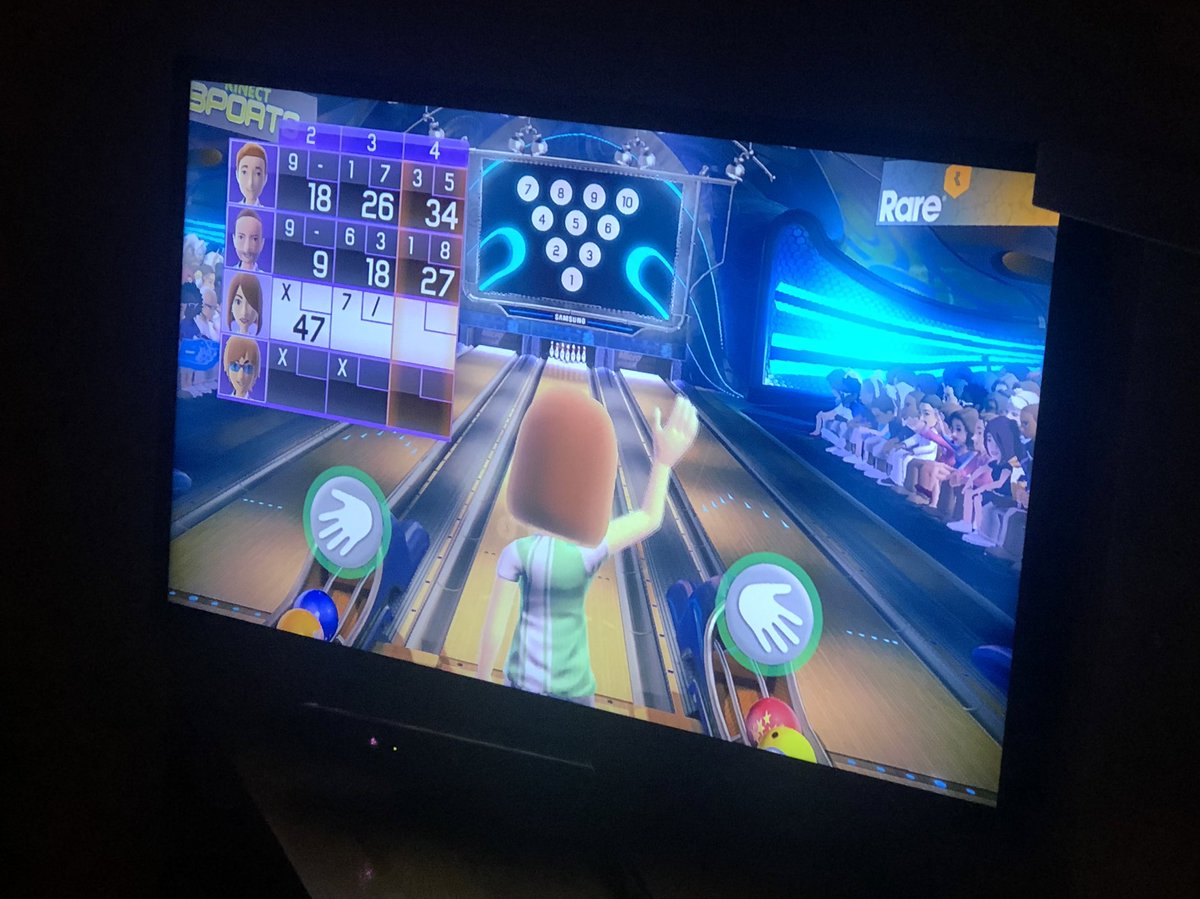 KINECT
SPORTS
2 3 4
9 - 1 7 3 5
18 26 34
9 - 6 3 1 8
9 18 27
X 7 /
47
X X
7 8 9 10
4 5 6
2 3
1
SAMSUNG
Rare